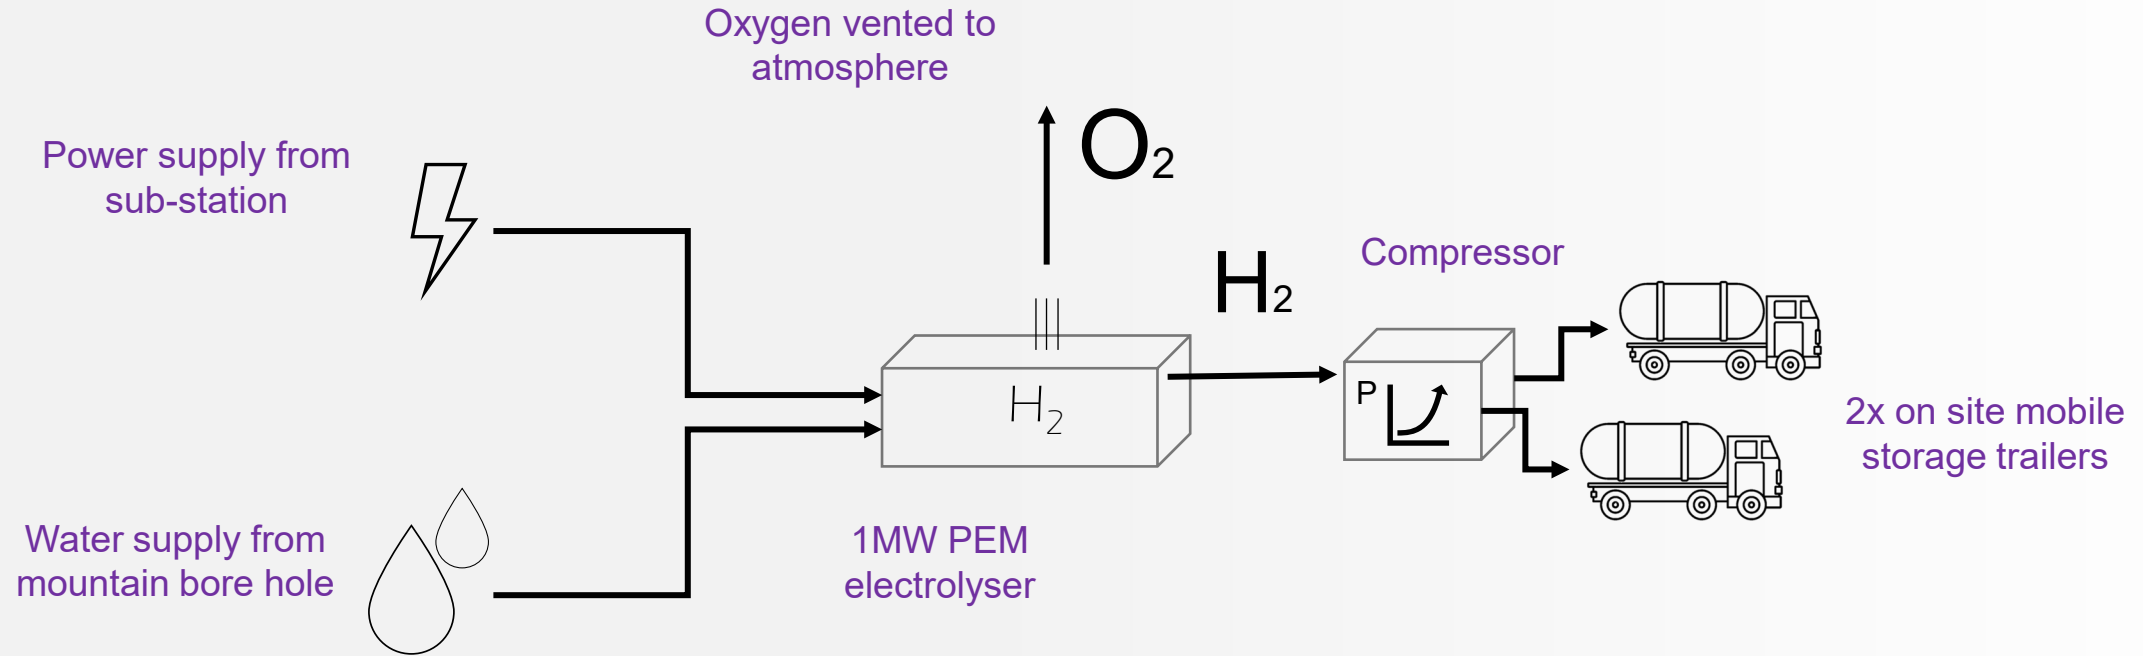 Oxygen vented to
atmosphere
O2
Power supply from
sub-station
H2
Compressor
H2
P
2x on site mobile
storage trailers
Water supply from
mountain bore hole
1MW PEM
electrolyser